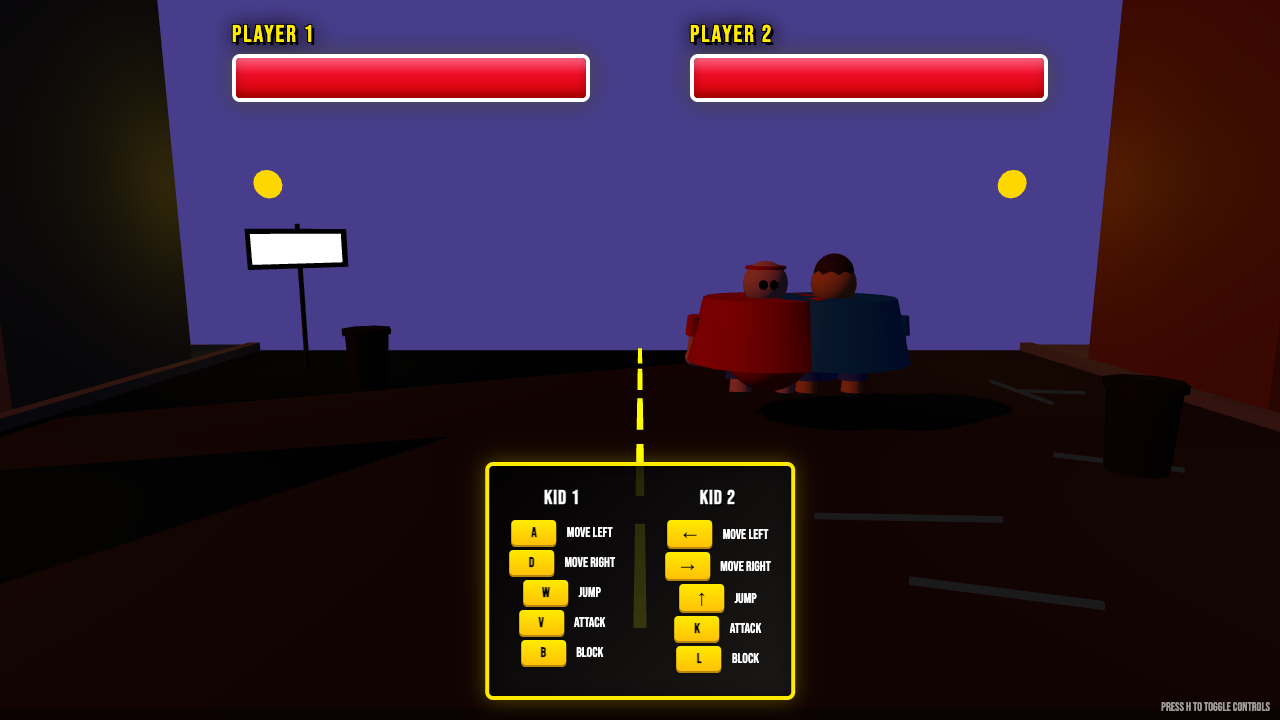 PLAYER 1
PLAYER 2
KID 1
A MOVE LEFT
D MOVE RIGHT
W JUMP
V ATTACK
B BLOCK
KID 2
← MOVE LEFT
→ MOVE RIGHT
↑ JUMP
K ATTACK
L BLOCK
PRESS H TO TOGGLE CONTROLS